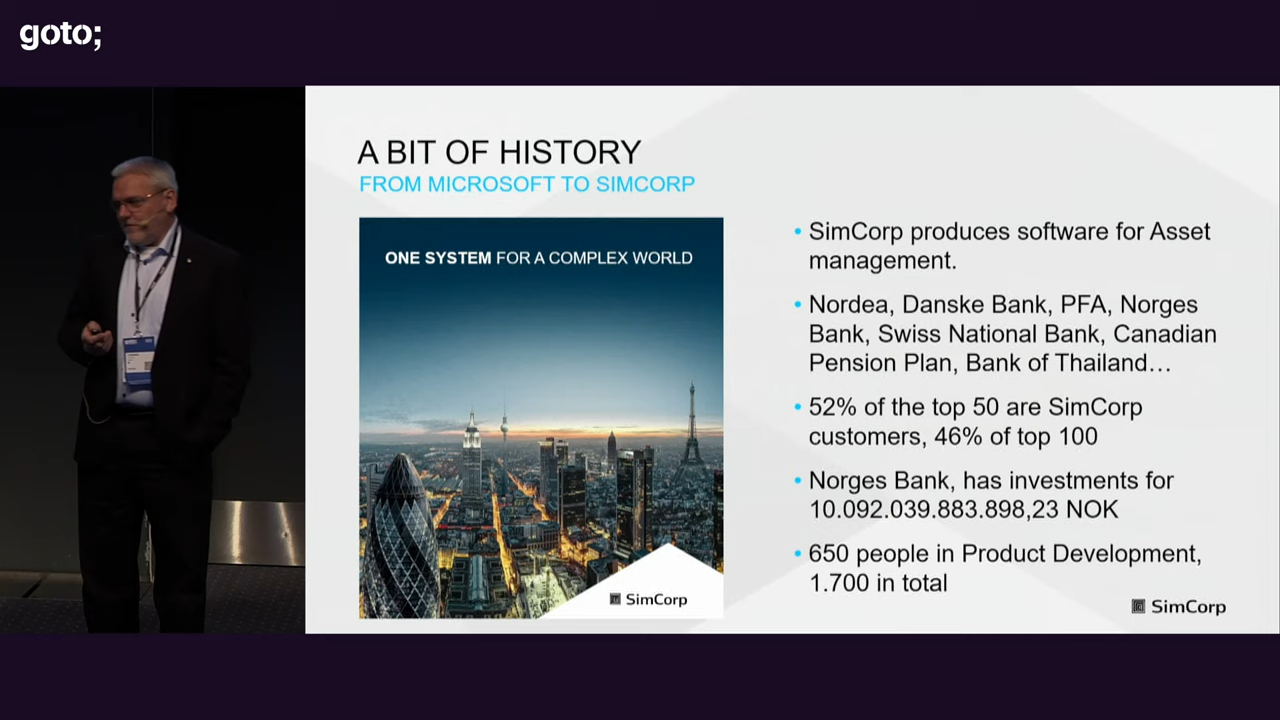 goto;
A BIT OF HISTORY
FROM MICROSOFT TO SIMCORP
ONE SYSTEM FOR A COMPLEX WORLD
SimCorp
• SimCorp produces software for Asset
management.
• Nordea, Danske Bank, PFA, Norges
Bank, Swiss National Bank, Canadian
Pension Plan, Bank of Thailand…
• 52% of the top 50 are SimCorp
customers, 46% of top 100
• Norges Bank, has investments for
10.092.039.883.898,23 NOK
• 650 people in Product Development,
1.700 in total
SimCorp